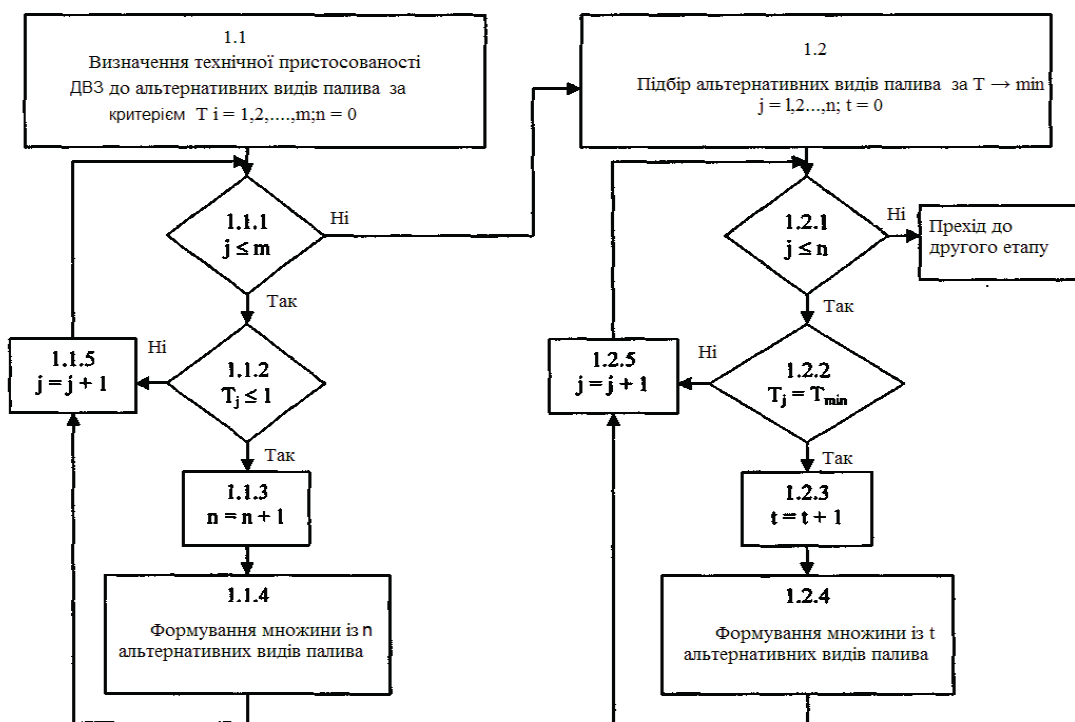 1.1
Визначення технічної пристосованості
ДВЗ до альтернативних видів палива за
критерієм Т i = 1,2,....,m;n = 0
1.1.1
j ≤ m
Ні
Так
1.1.2
Tj ≤ 1
Ні
Так
1.1.5
j = j + 1
1.1.3
n = n + 1
1.1.4
Формування множини із n
альтернативних видів палива
1.2
Підбір альтернативних видів палива за Т → min
j = 1,2...,n; t = 0
1.2.1
j ≤ n
Ні
Прехід до
другого етапу
Так
1.2.2
Tj = Tmin
Ні
Так
1.2.5
j = j + 1
1.2.3
t = t + 1
1.2.4
Формування множини із t
альтернативних видів палива